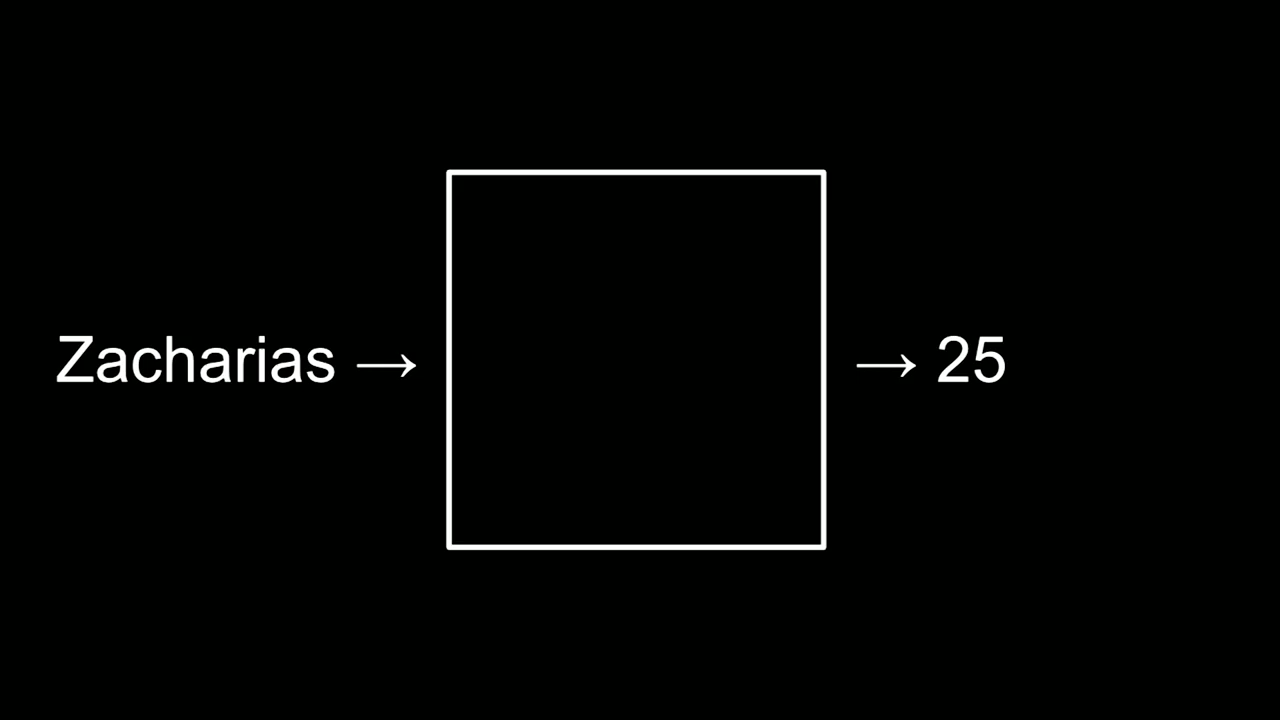 Zacharias → → 25